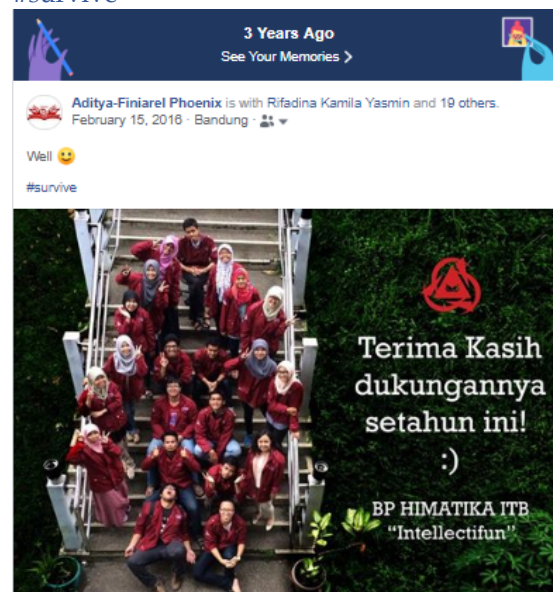 #survive
3 Years Ago
See Your Memories
Aditya-Finiarel Phoenix is with Rifadina Kamila Yasmin and 19 others.
February 15, 2016 · Bandung ·
Well
#survive
Terima Kasih
dukungannya
setahun ini!
:)
BP HIMATIKA ITB
"Intellectifun"